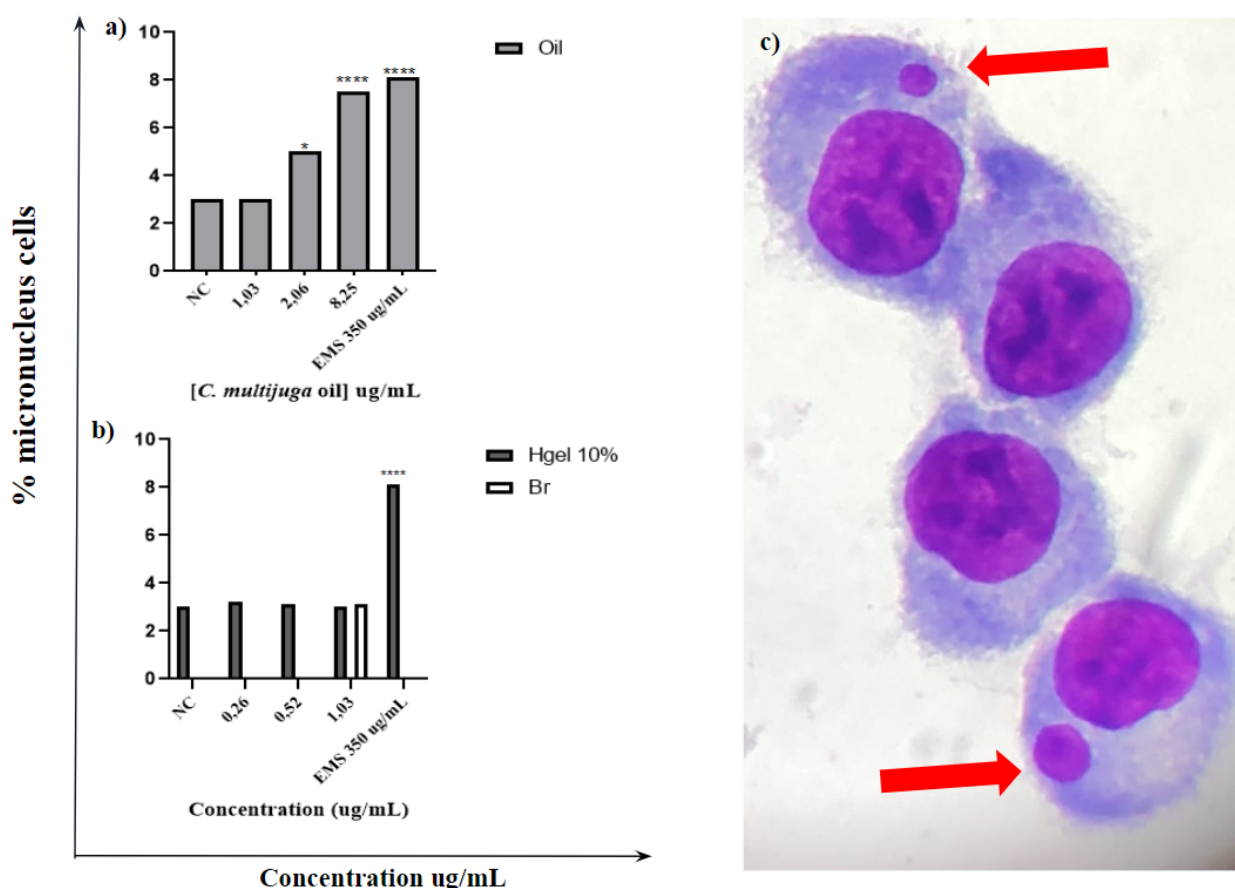 % micronucleus cells
a)
10
8
6
4
2
0
* **** ****
Oil
NC 1,03 2,06 8,25 EMS 350 ug/mL
[C. multijuga oil] ug/mL
b)
10
8
6
4
2
0
****
Hgel 10%
Br
NC 0,26 0,52 1,03 EMS 350 ug/mL
Concentration (ug/mL)
Concentration ug/mL
c)